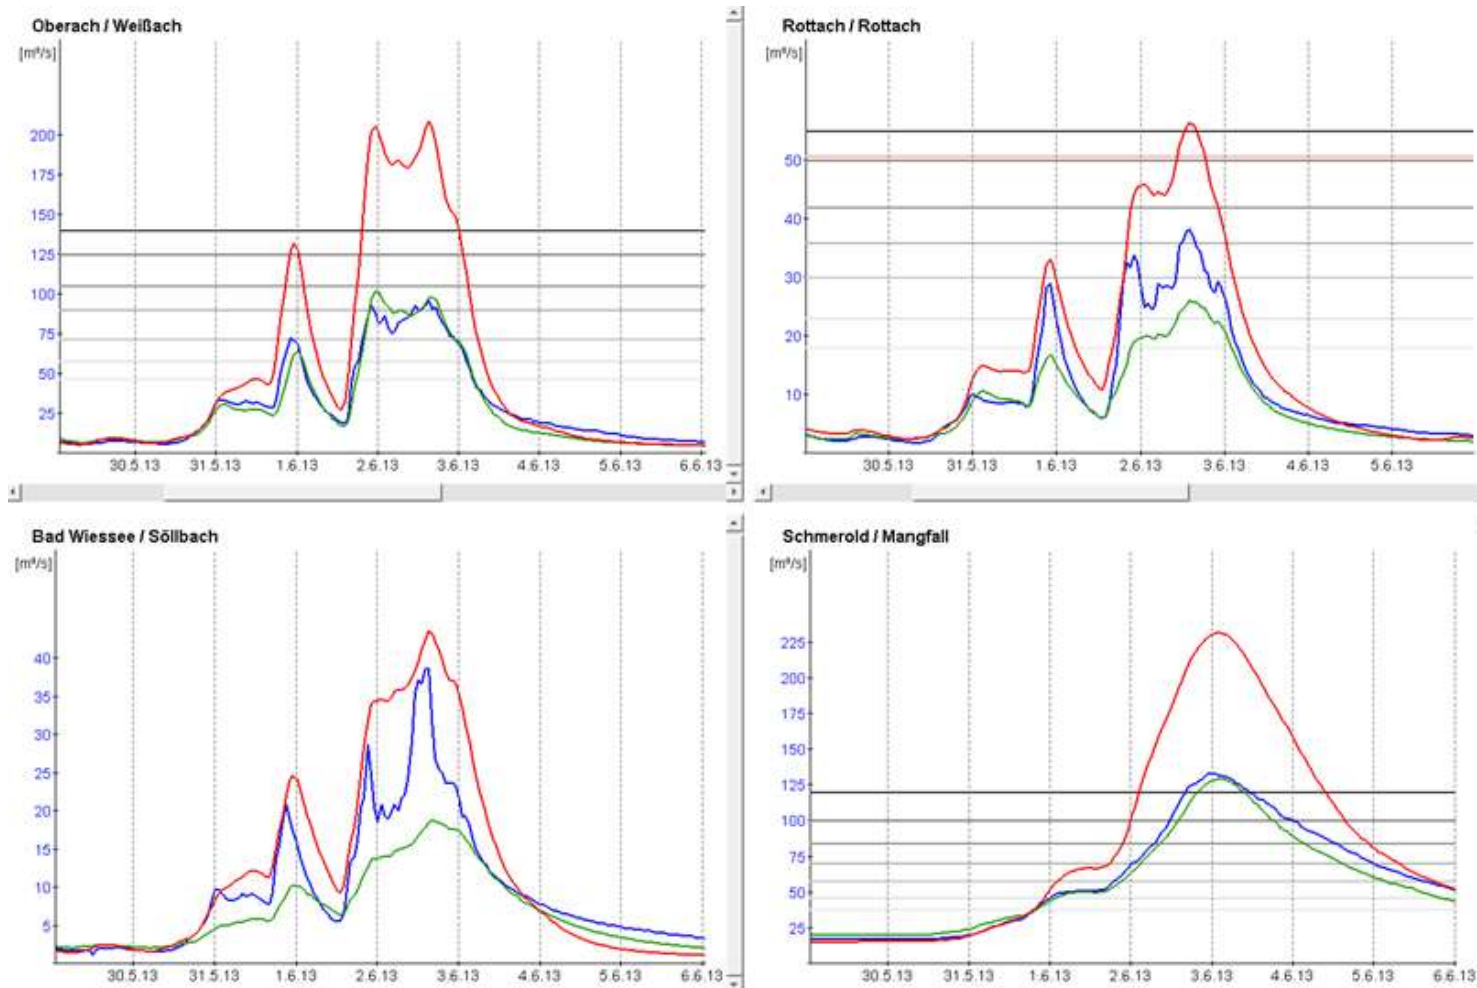 Oberach / Weißach
[m³/s]
200
175
150
125
100
75
50
25
30.5.13 31.5.13 1.6.13 2.6.13 3.6.13 4.6.13 5.6.13 6.6.13
Rottach / Rottach
[m³/s]
50
40
30
20
10
30.5.13 31.5.13 1.6.13 2.6.13 3.6.13 4.6.13 5.6.13
Bad Wiessee / Söllbach
[m³/s]
40
35
30
25
20
15
10
5
30.5.13 31.5.13 1.6.13 2.6.13 3.6.13 4.6.13 5.6.13 6.6.13
Schmerold / Mangfall
[m³/s]
225
200
175
150
125
100
75
50
25
30.5.13 31.5.13 1.6.13 2.6.13 3.6.13 4.6.13 5.6.13 6.6.13